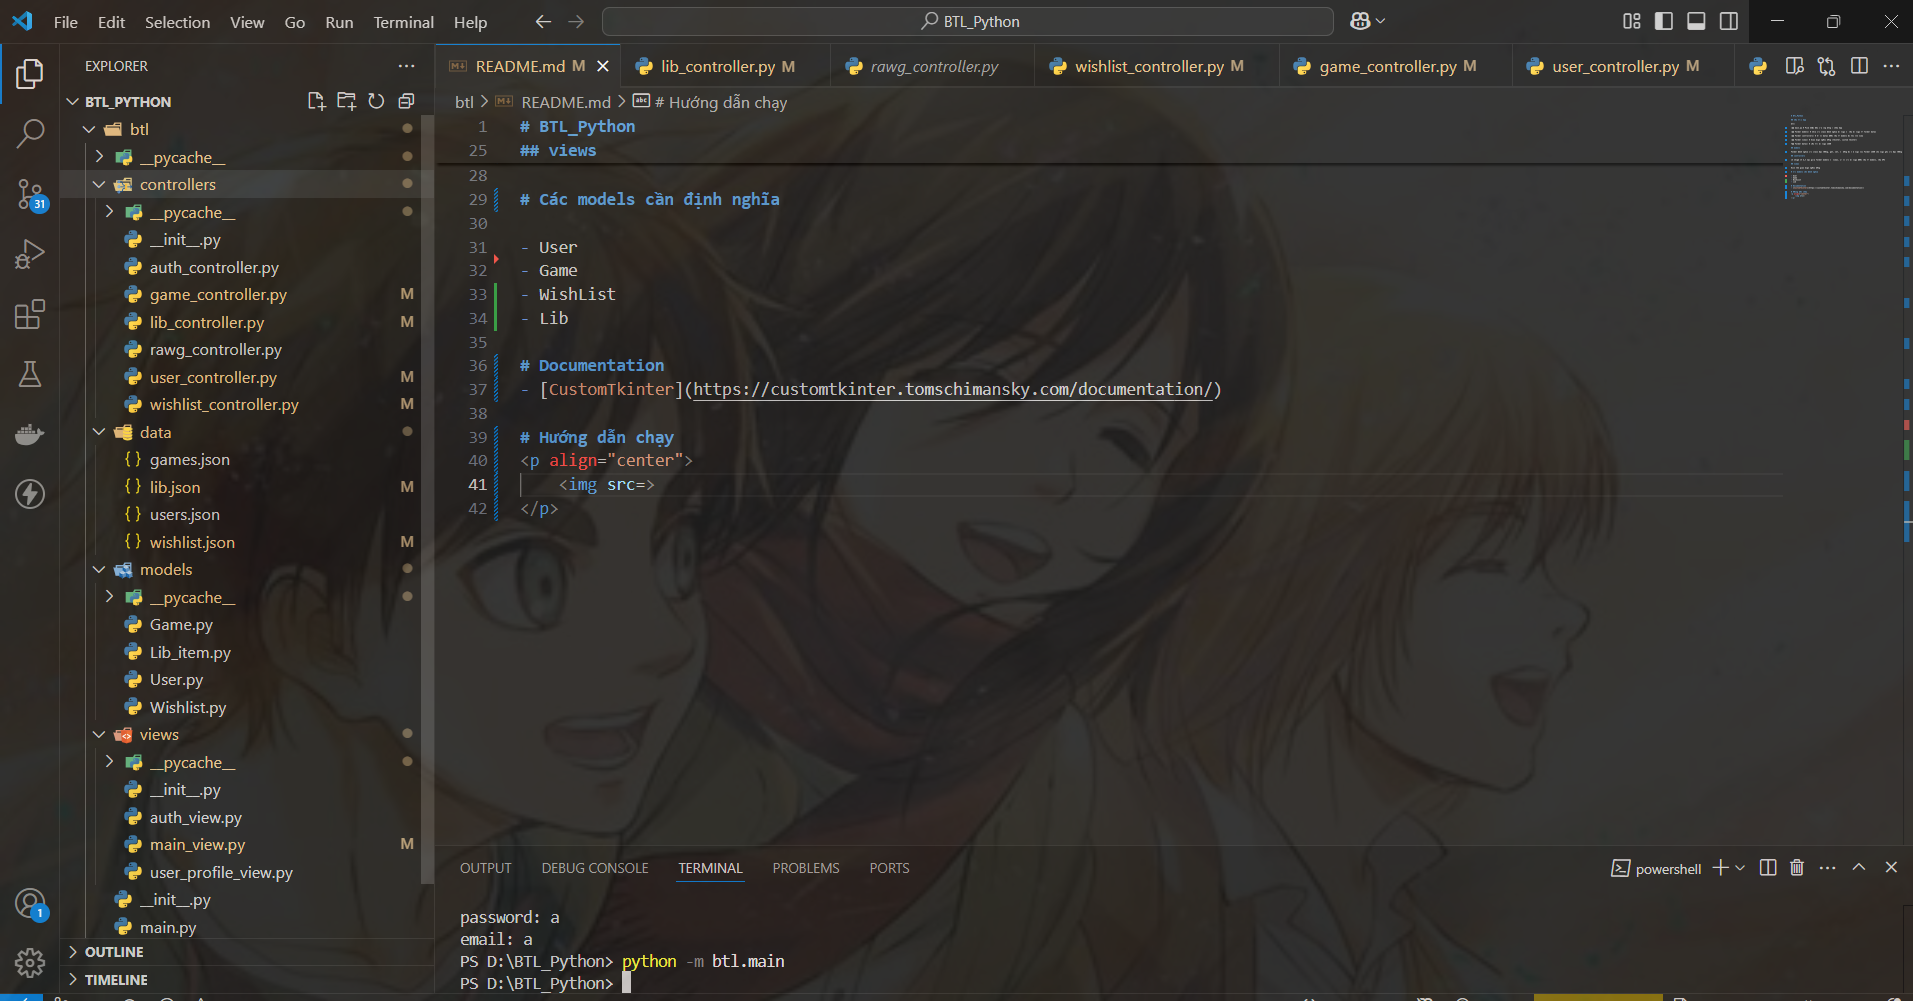 File Edit Selection View Go Run Terminal Help
BTL_Python
EXPLORER
README.md M
lib_controller.py M
rawg_controller.py
wishlist_controller.py M
game_controller.py M
user_controller.py M
BTL_PYTHON
btl
__pycache__
controllers
__pycache__
__init__.py
auth_controller.py
game_controller.py M
lib_controller.py M
rawg_controller.py
user_controller.py M
wishlist_controller.py M
data
games.json
lib.json M
users.json
wishlist.json M
models
__pycache__
Game.py
Lib_item.py
User.py
Wishlist.py
views
__pycache__
__init__.py
auth_view.py
main_view.py M
user_profile_view.py
__init__.py
main.py
OUTLINE
TIMELINE
31
1
btl > README.md > # Hướng dẫn chạy
1 # BTL_Python
25 ## views
28
29 # Các models cần định nghĩa
30
31 - User
32 - Game
33 - WishList
34 - Lib
35
36 # Documentation
37 - [CustomTkinter](https://customtkinter.tomschimansky.com/documentation/)
38
39 # Hướng dẫn chạy
40 <p align="center">
41 <img src=>
42 </p>
OUTPUT DEBUG CONSOLE TERMINAL PROBLEMS PORTS
powershell
password: a
email: a
PS D:\BTL_Python> python -m btl.main
PS D:\BTL_Python>